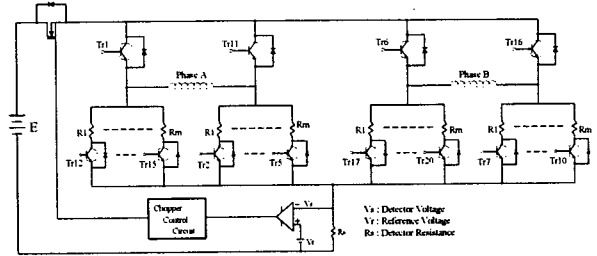 Tr1
Tr11
Tr6
Tr16
Phase A
Phase B
E
R1
Rm
R1
Rm
R1
Rm
R1
Rm
Tr12
Tr15
Tr2
Tr5
Tr17
Tr20
Tr7
Tr10
Chopper
Control
Circuit
Vs
Vr
Rs
Vs : Detector Voltage
Vr : Reference Voltage
Rs : Detector Resistance